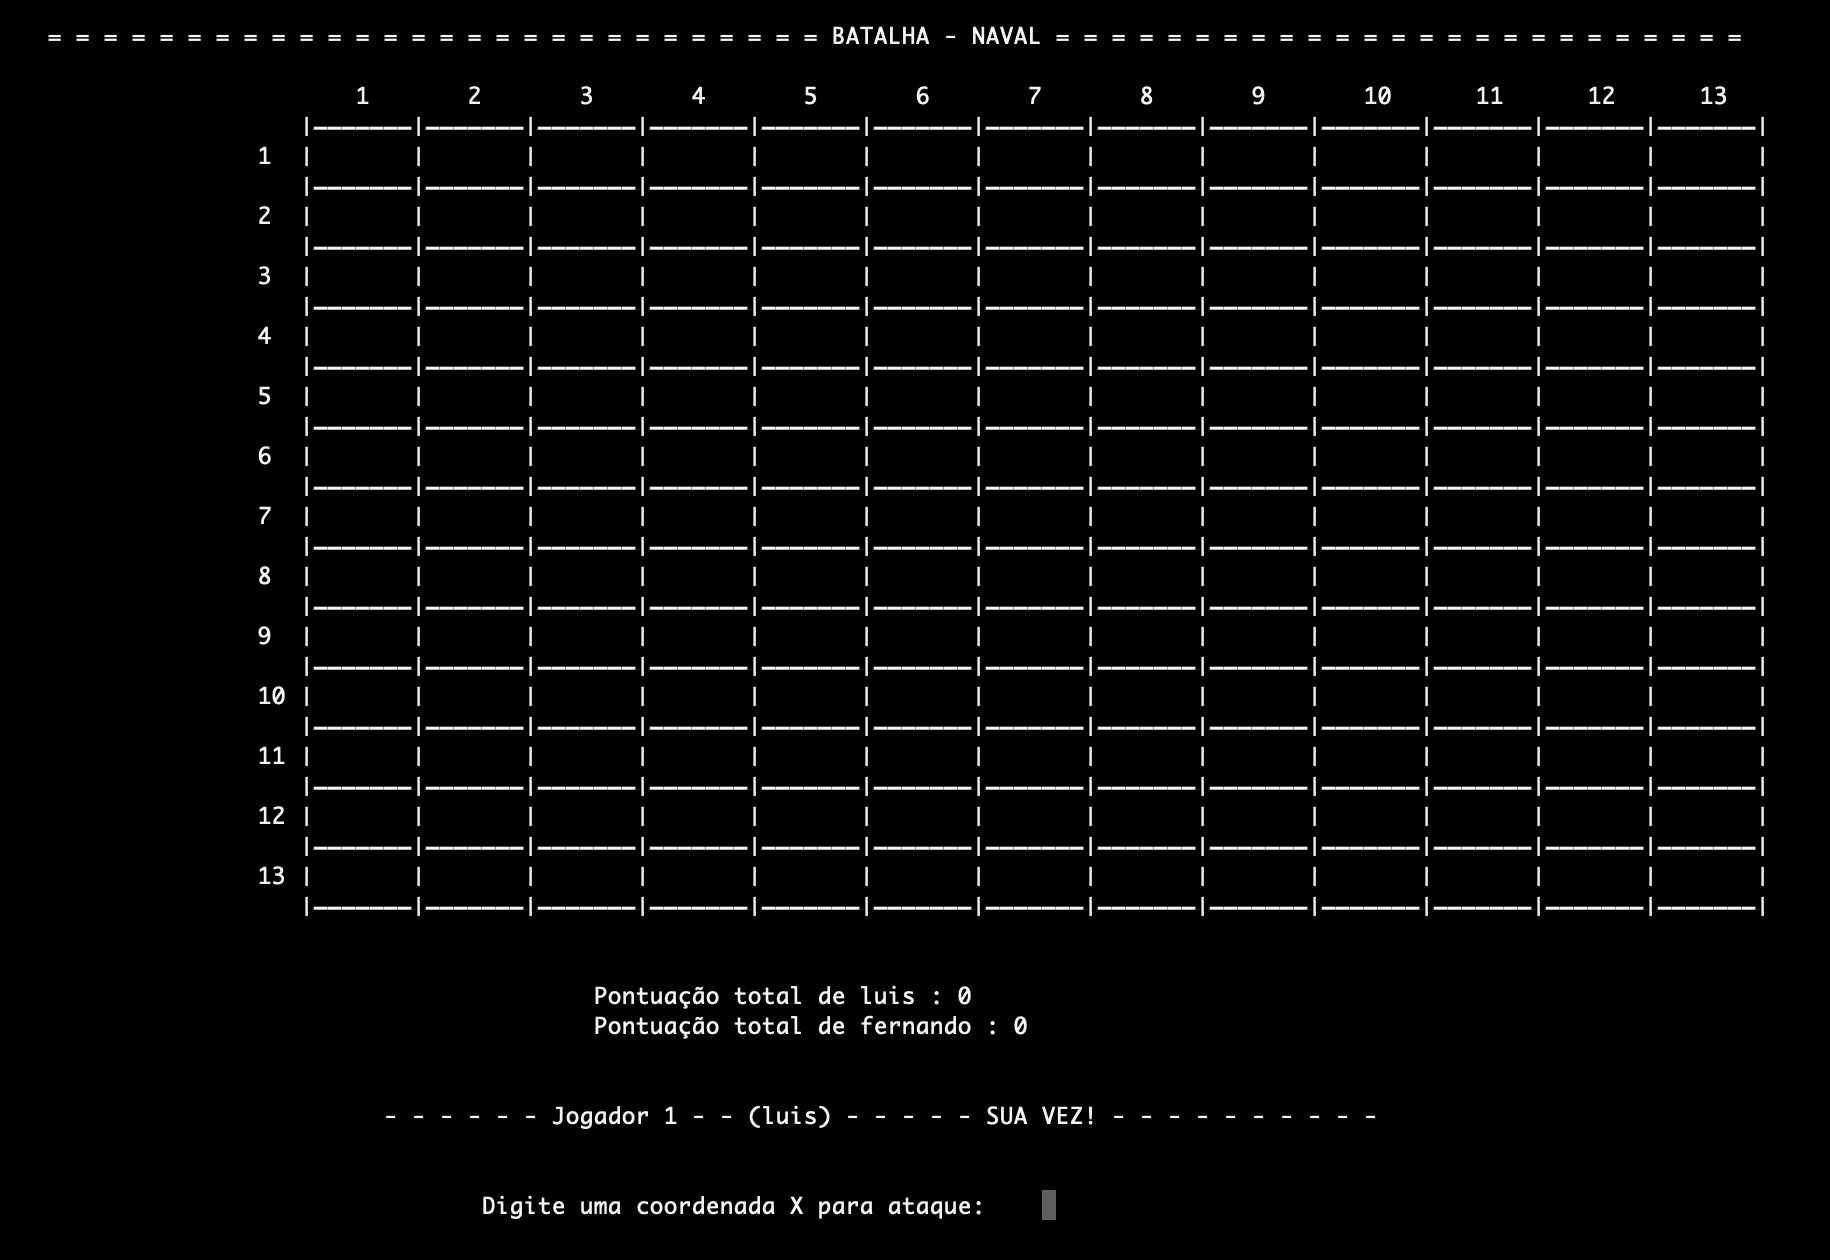 = = = = = = = = = = = = = = = = = = = = = = = = = = = = BATALHA - NAVAL = = = = = = = = = = = = = = = = = = = = = = = = =
1 2 3 4 5 6 7 8 9 10 11 12 13
1
2
3
4
5
6
7
8
9
10
11
12
13
Pontuação total de luis : 0
Pontuação total de fernando : 0
- - - - - - Jogador 1 - - (luis) - - - - - SUA VEZ! - - - - - - - - - -
Digite uma coordenada X para ataque: